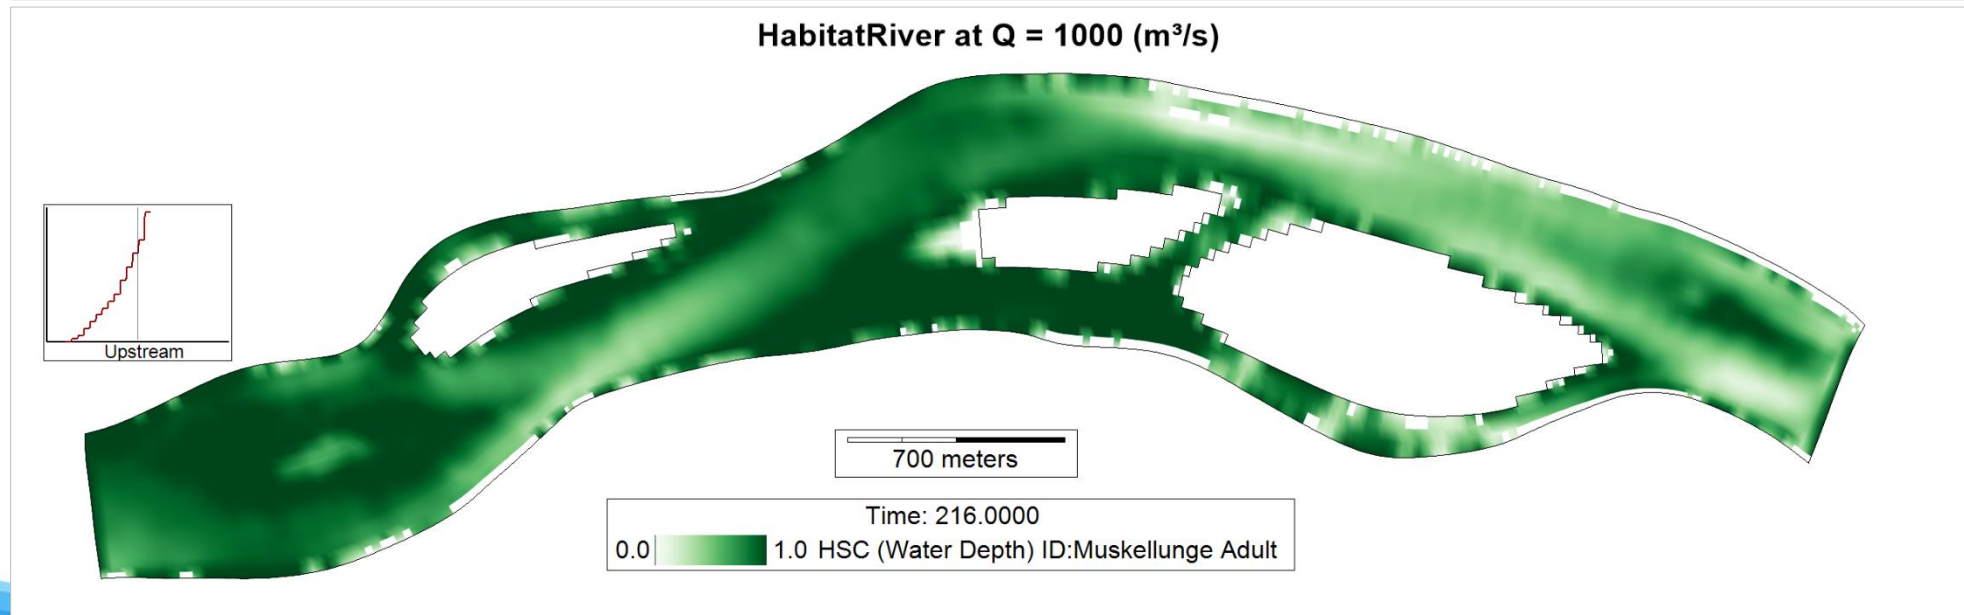 HabitatRiver at Q = 1000 (m³/s)
Upstream
700 meters
Time: 216.0000
0.0 1.0 HSC (Water Depth) ID:Muskellunge Adult